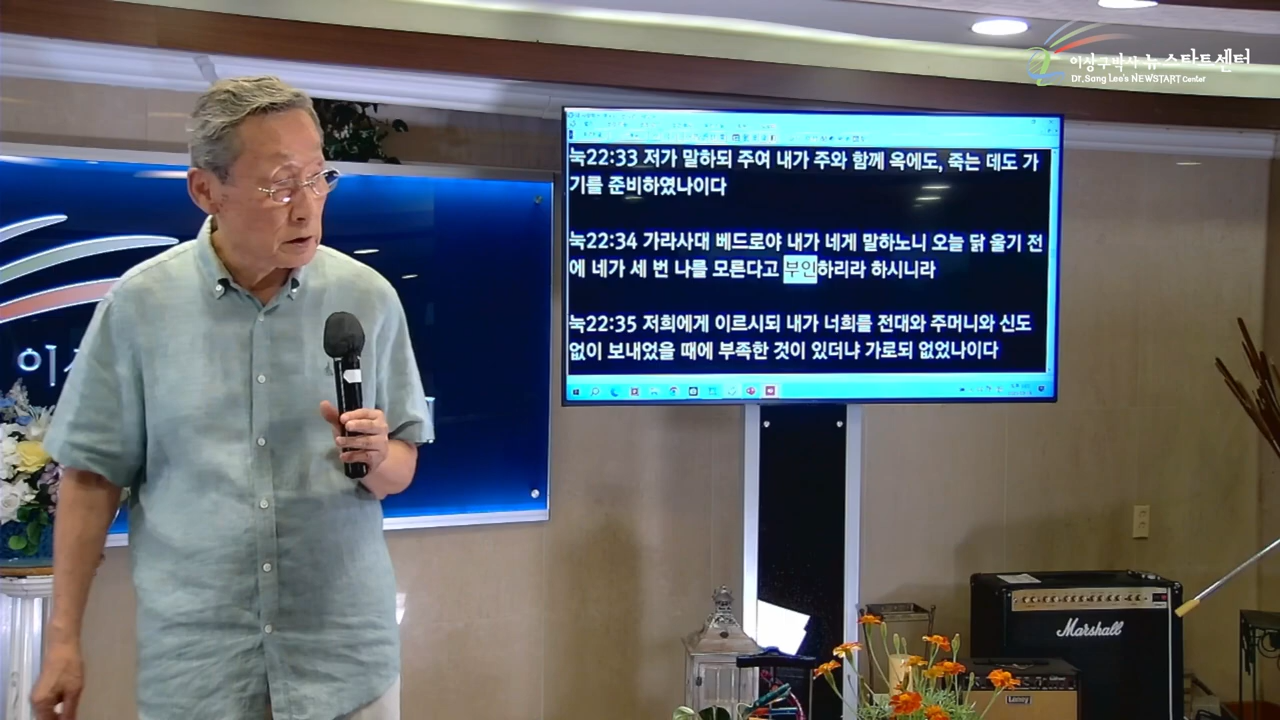 이상구박사 뉴스타트센터
Dr.Sang Lee's NEWSTART Center
눅22:33 저가 말하되 주여 내가 주와 함께 옥에도, 죽는 데도 가
기를 준비하였나이다
눅22:34 가라사대 베드로야 내가 네게 말하노니 오늘 닭 울기 전
에 네가 세 번 나를 모른다고 부인하리라 하시니라
눅22:35 저희에게 이르시되 내가 너희를 전대와 주머니와 신도
없이 보내었을 때에 부족한 것이 있더냐 가로되 없었나이다
이상
Marshall
Laney